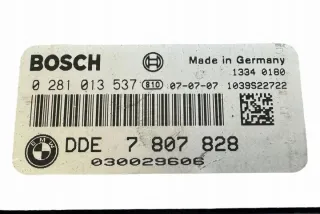 BOSCH Made in Germany
1334 0180
0 281 013 537 810 07-07-07 1039S22722
BMW
DDE 7 807 828
030029606